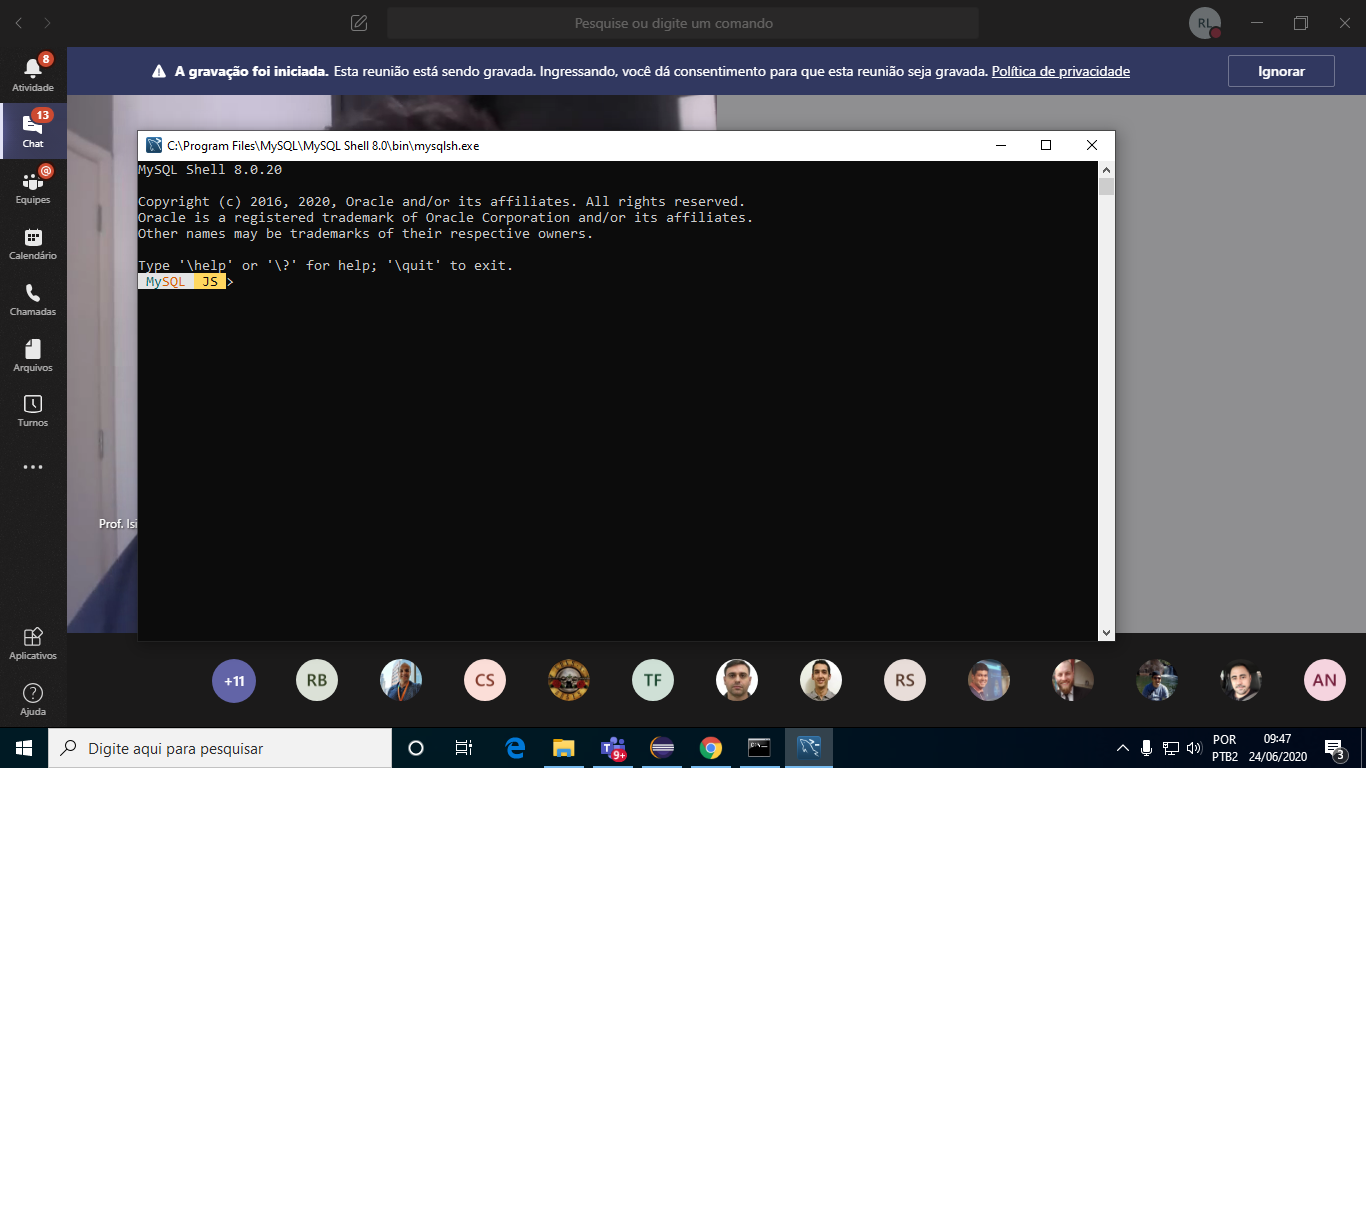 Pesquise ou digite um comando
RL
8
Atividade
A gravação foi iniciada. Esta reunião está sendo gravada. Ingressando, você dá consentimento para que esta reunião seja gravada. Política de privacidade
Ignorar
13
Chat
@
Equipes
Calendário
Chamadas
Arquivos
Turnos
Aplicativos
Ajuda
C:\Program Files\MySQL\MySQL Shell 8.0\bin\mysqlsh.exe
MySQL Shell 8.0.20
Copyright (c) 2016, 2020, Oracle and/or its affiliates. All rights reserved.
Oracle is a registered trademark of Oracle Corporation and/or its affiliates.
Other names may be trademarks of their respective owners.
Type '\help' or '\?' for help; '\quit' to exit.
MySQL JS >
Prof. Isi
+11
RB
CS
TF
RS
AN
Digite aqui para pesquisar
9+
POR
PTB2
09:47
24/06/2020
3